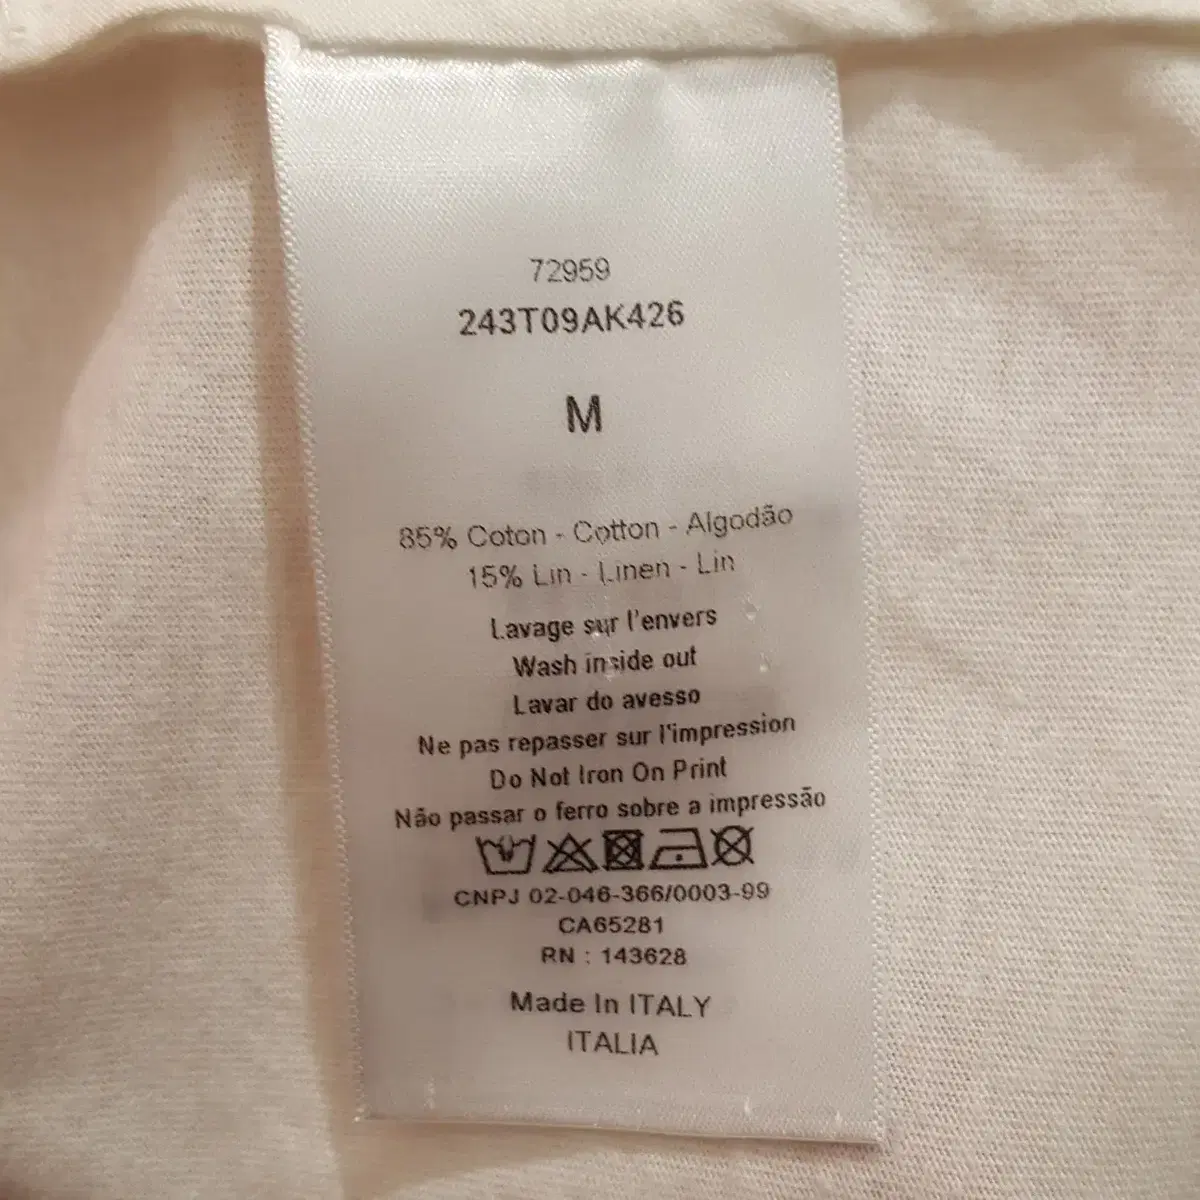 72959
243T09AK426
M
85% Coton - Cotton - Algodão
15% Lin - Linen - Lin
Lavage sur l'envers
Wash inside out
Lavar do avesso
Ne pas repasser sur l'impression
Do Not Iron On Print
Não passar o ferro sobre a impressão
CNPJ 02-046-366/0003-99
CA65281
RN : 143628
Made In ITALY
ITALIA